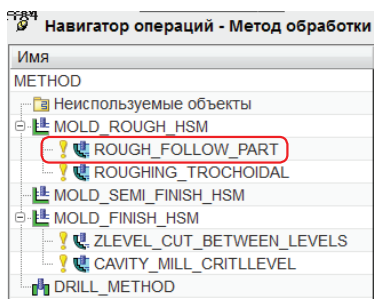 Навигатор операций - Метод обработки
Имя
METHOD
Неиспользуемые объекты
MOLD_ROUGH_HSM
ROUGH_FOLLOW_PART
ROUGHING_TROCHOIDAL
MOLD_SEMI_FINISH_HSM
MOLD_FINISH_HSM
ZLEVEL_CUT_BETWEEN_LEVELS
CAVITY_MILL_CRITLLEVEL
DRILL_METHOD